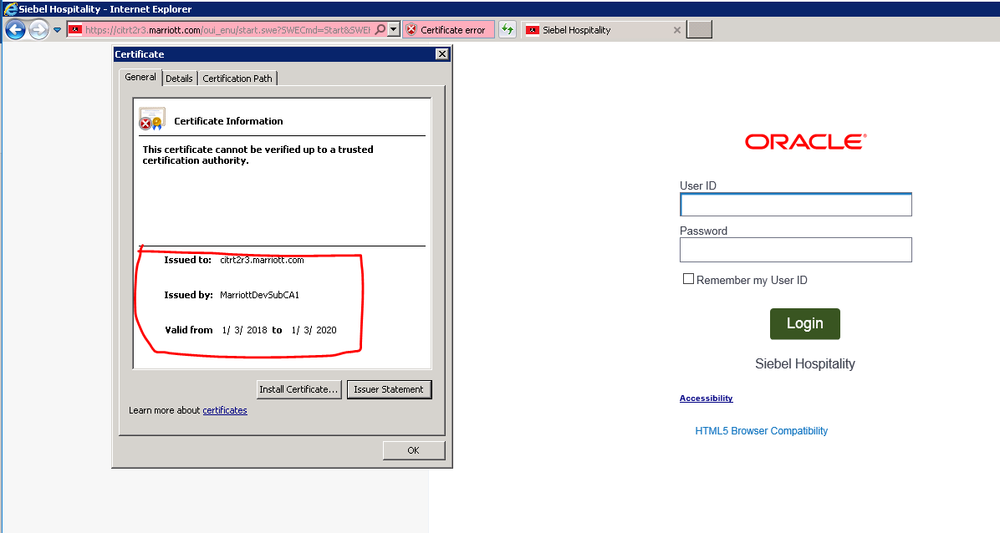 Siebel Hospitality - Internet Explorer
https://citrt2r3.marriott.com/oui_enu/start.swe?SWECmd=Start&SWEI
Certificate error
Siebel Hospitality
Certificate
General
Details
Certification Path
Certificate Information
This certificate cannot be verified up to a trusted
certification authority.
Issued to: citrt2r3.marriott.com
Issued by: MarriottDevSubCA1
Valid from 1/ 3/ 2018 to 1/ 3/ 2020
Install Certificate...
Issuer Statement
Learn more about certificates
OK
ORACLE®
User ID
Password
Remember my User ID
Login
Siebel Hospitality
Accessibility
HTML5 Browser Compatibility